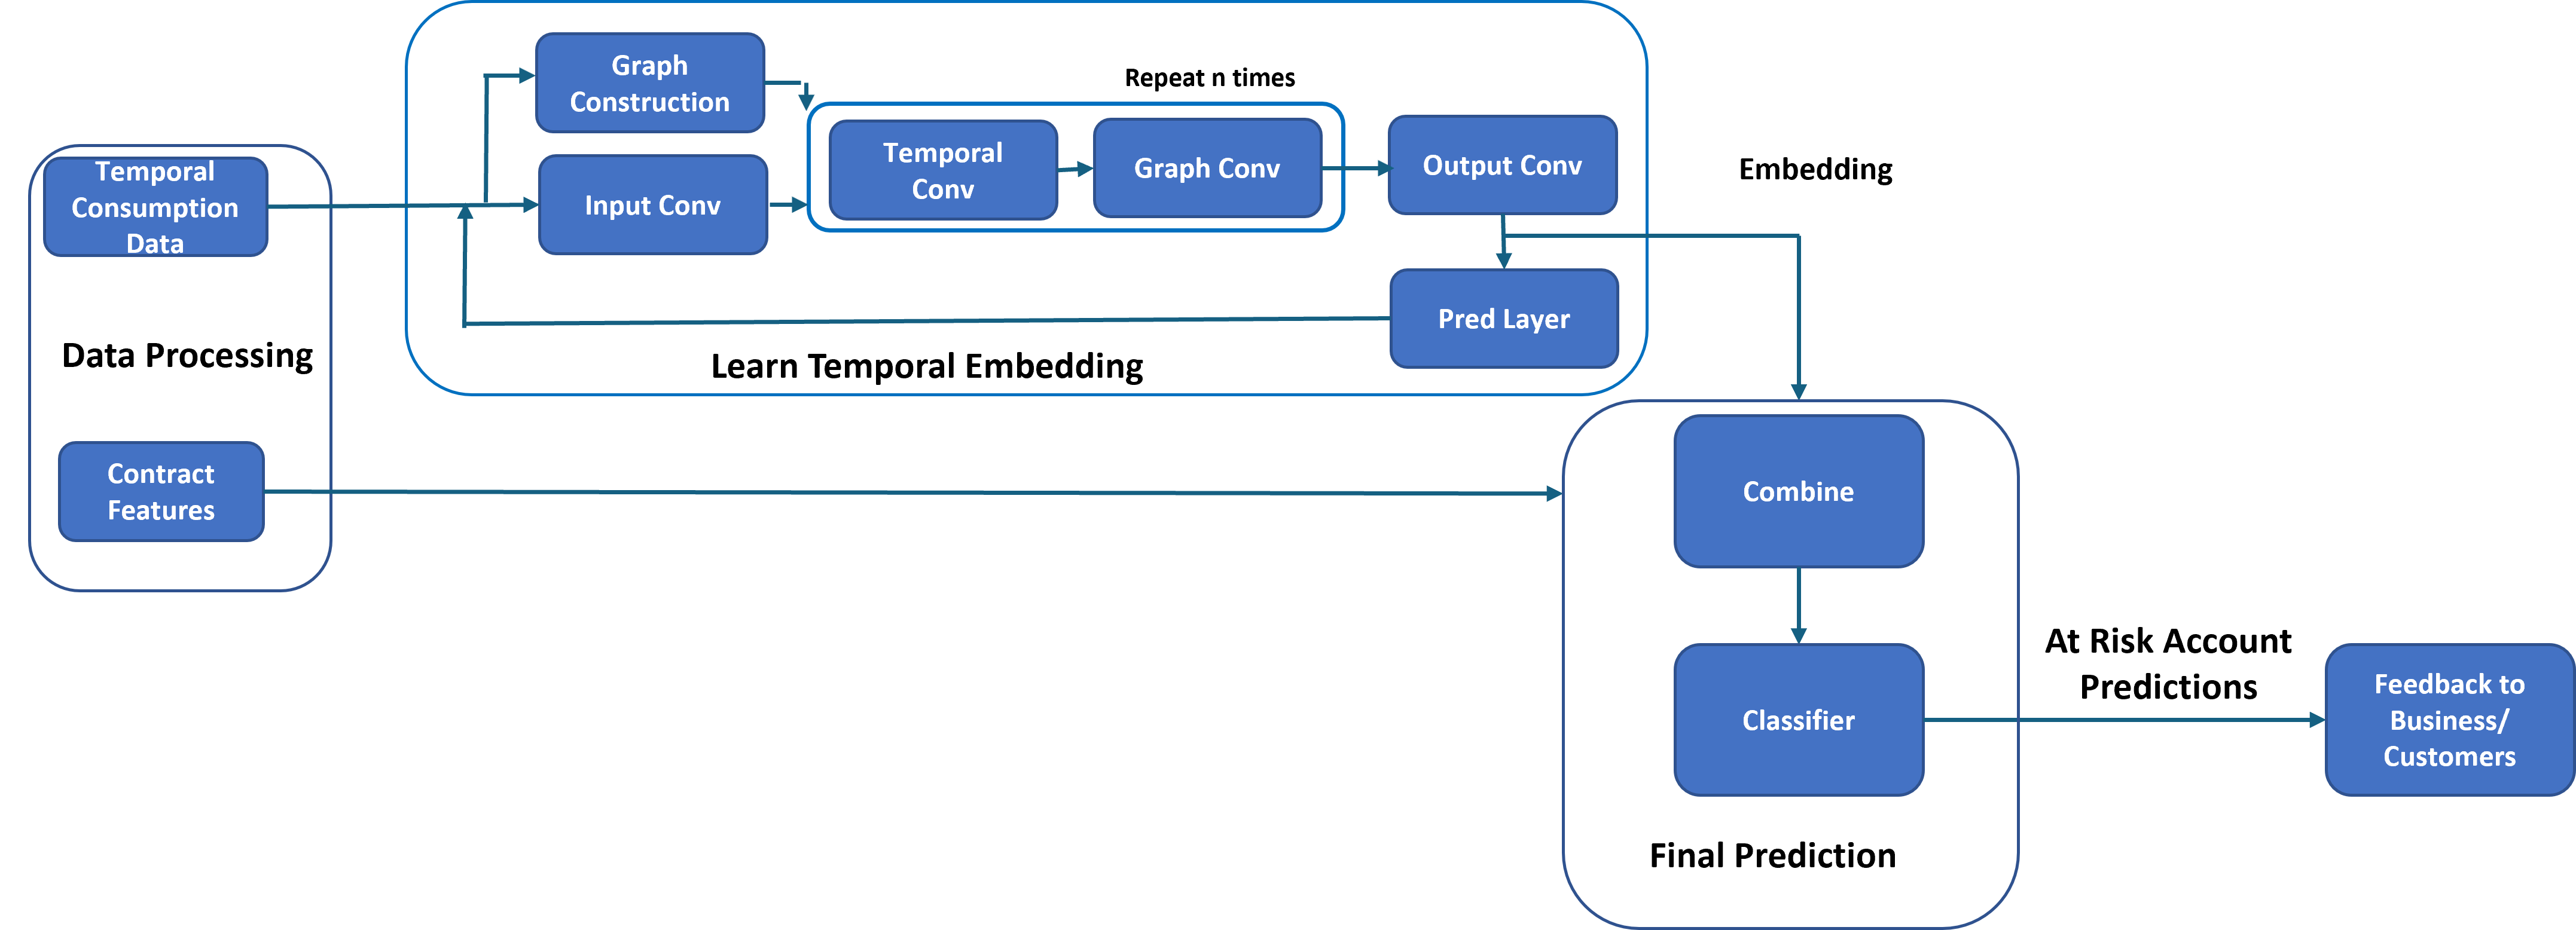 Graph
Construction
Repeat n times
Temporal
Conv
Graph Conv
Output Conv
Embedding
Temporal
Consumption
Data
Input Conv
Pred Layer
Data Processing
Learn Temporal Embedding
Contract
Features
Combine
At Risk Account
Predictions
Classifier
Feedback to
Business/
Customers
Final Prediction